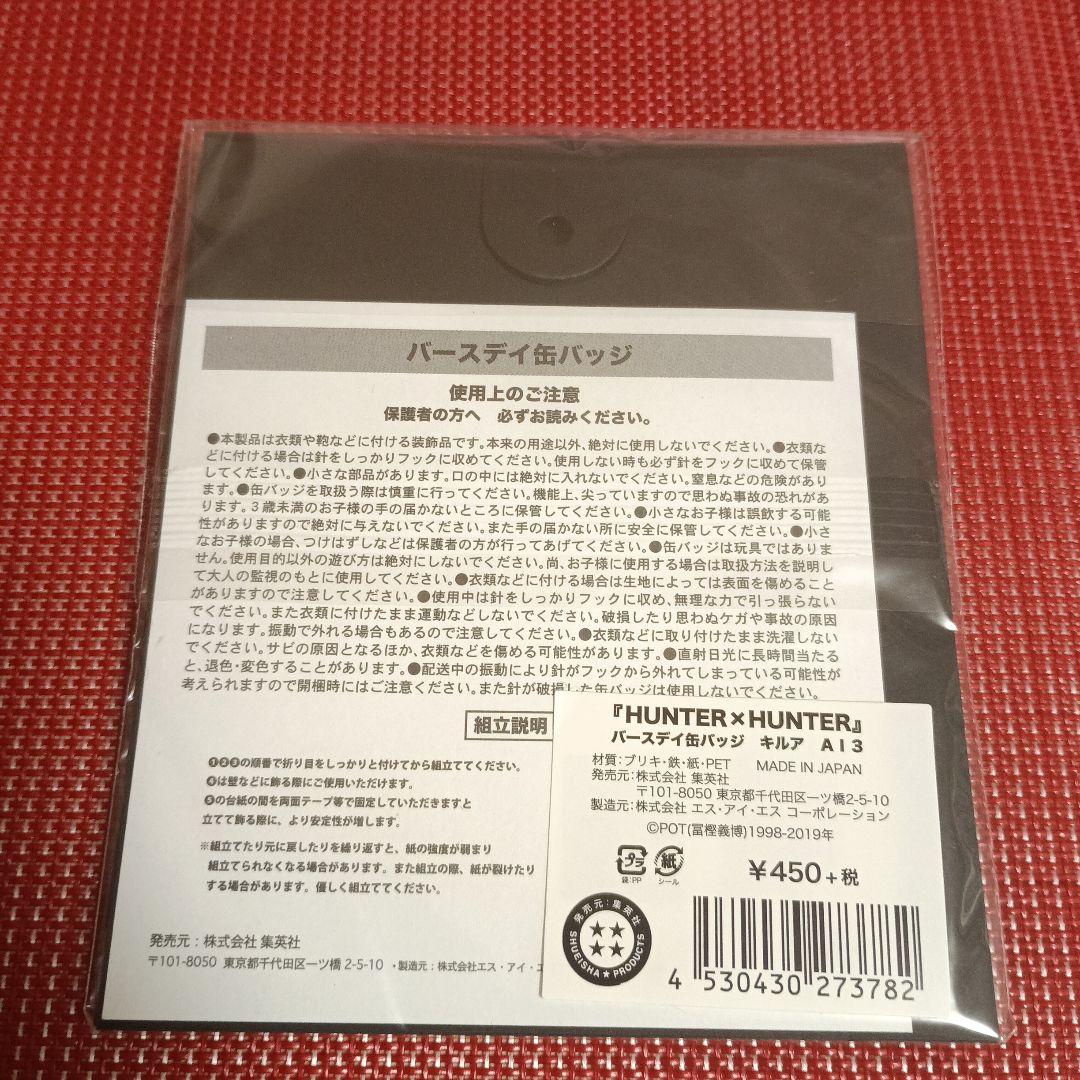 バースデイ缶バッジ
使用上のご注意
保護者の方へ 必ずお読みください。
●本製品は衣類や鞄などに付ける装飾品です。本来の用途以外、絶対に使用しないでください。●衣類な
どに付ける場合は針をしっかりフックに収めてください。使用しない時も必ず針をフックに収めて保管
してください。●小さな部品があります。口の中には絶対に入れないでください。窒息などの危険があり
ます。●缶バッジを取扱う際は慎重に行ってください。機能上、尖っていますので思わぬ事故の恐れがあ
ります。3歳未満のお子様の手の届かないところに保管してください。●小さなお子様は誤飲する可能
性がありますので絶対に与えないでください。また手の届かない所に安全に保管してください。●小さ
なお子様の場合、つけはずしなどは保護者の方が行ってあげてください。●缶バッジは玩具ではありま
せん。使用目的以外の遊び方は絶対にしないでください。尚、お子様に使用する場合は取扱方法を説明し
て大人の監視のもとに使用してください。●衣類などに付ける場合は生地によっては表面を傷めること
がありますので注意してください。●使用中は針をしっかりフックに収め、無理な力で引っ張らない
でください。また衣類に付けたまま運動などしないでください。破損したり思わぬケガや事故の原因
になります。振動で外れる場合もあるので注意してください。●衣類などに取り付けたまま洗濯しない
でください。サビの原因となるほか、衣類などを傷める可能性があります。●直射日光に長時間当たる
と、退色・変色することがあります。●配送中の振動により針がフックから外れてしまっている可能性が
考えられますので開梱時にはご注意ください。また針が破損した缶バッジは使用しないでください。
組立説明
❶❷❸の順番で折り目をしっかりと付けてから組立ててください。
❹は壁などに飾る際にご使用いただけます。
❺の台紙の間を両面テープ等で固定していただきますと
立てて飾る際に、より安定性が増します。
※組立てたり元に戻したりを繰り返すと、紙の強度が弱まり
組立てられなくなる場合があります。また組立の際、紙が裂けたり
する場合があります。優しく組立ててください。
発売元：株式会社 集英社
〒101-8050 東京都千代田区一ツ橋 2-5-10 ・製造元：株式会社エス・アイ・エ
『HUNTER×HUNTER』
バースデイ缶バッジ キルア A I 3
材質：ブリキ・鉄・紙・PET MADE IN JAPAN
発売元：株式会社 集英社
〒101-8050 東京都千代田区一ツ橋2-5-10
製造元：株式会社 エス・アイ・エス コーポレーション
©POT(冨樫義博)1998-2019年
プラ
袋:PP
紙
シール
¥450+税
発売元：集英社
SHUEISHA★PRODUCTS
4 530430 273782